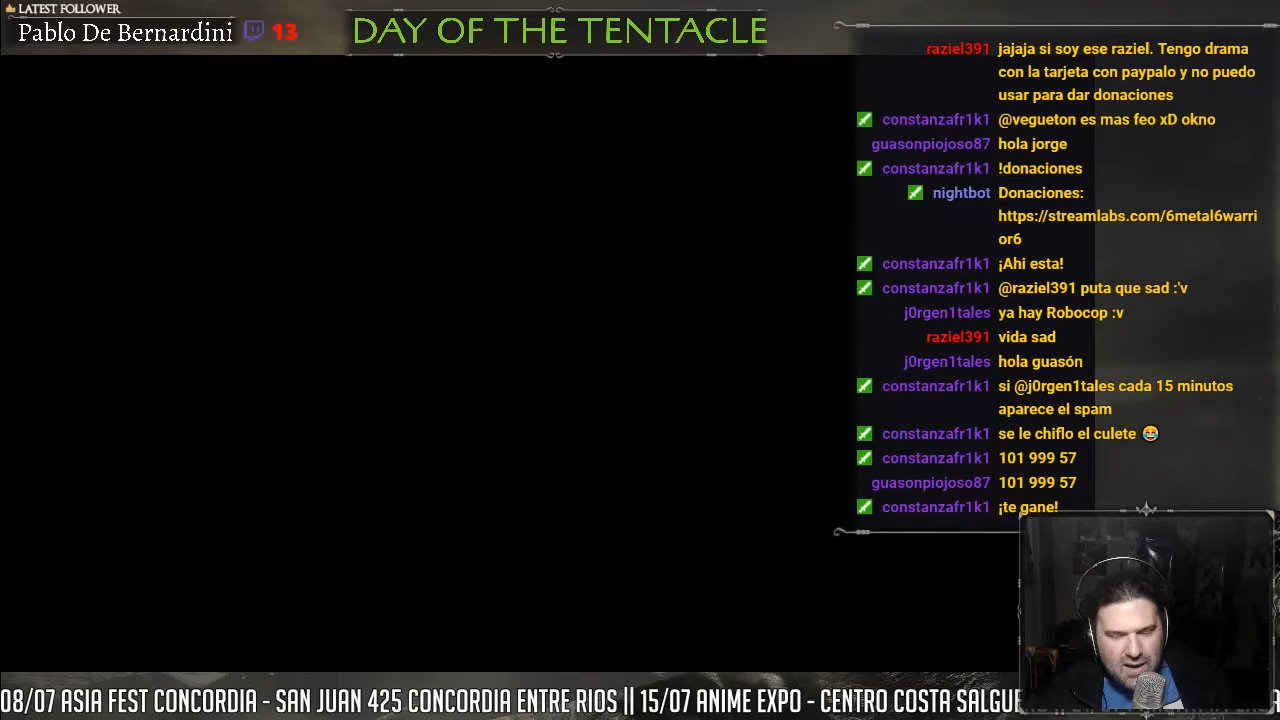 LATEST FOLLOWER
Pablo De Bernardini 13
DAY OF THE TENTACLE
raziel391 jajaja si soy ese raziel. Tengo drama
con la tarjeta con paypalo y no puedo
usar para dar donaciones
constanzafr1k1 @vegueton es mas feo xD okno
guasonpiojoso87 hola jorge
constanzafr1k1 !donaciones
nightbot Donaciones:
https://streamlabs.com/6metal6warri
or6
constanzafr1k1 ¡Ahi esta!
constanzafr1k1 @raziel391 puta que sad :'v
j0rgen1tales ya hay Robocop :v
raziel391 vida sad
j0rgen1tales hola guasón
constanzafr1k1 si @j0rgen1tales cada 15 minutos
aparece el spam
constanzafr1k1 se le chiflo el culete 😂
constanzafr1k1 101 999 57
guasonpiojoso87 101 999 57
constanzafr1k1 ¡te gane!
08/07 ASIA FEST CONCORDIA - SAN JUAN 425 CONCORDIA ENTRE RIOS || 15/07 ANIME EXPO - CENTRO COSTA